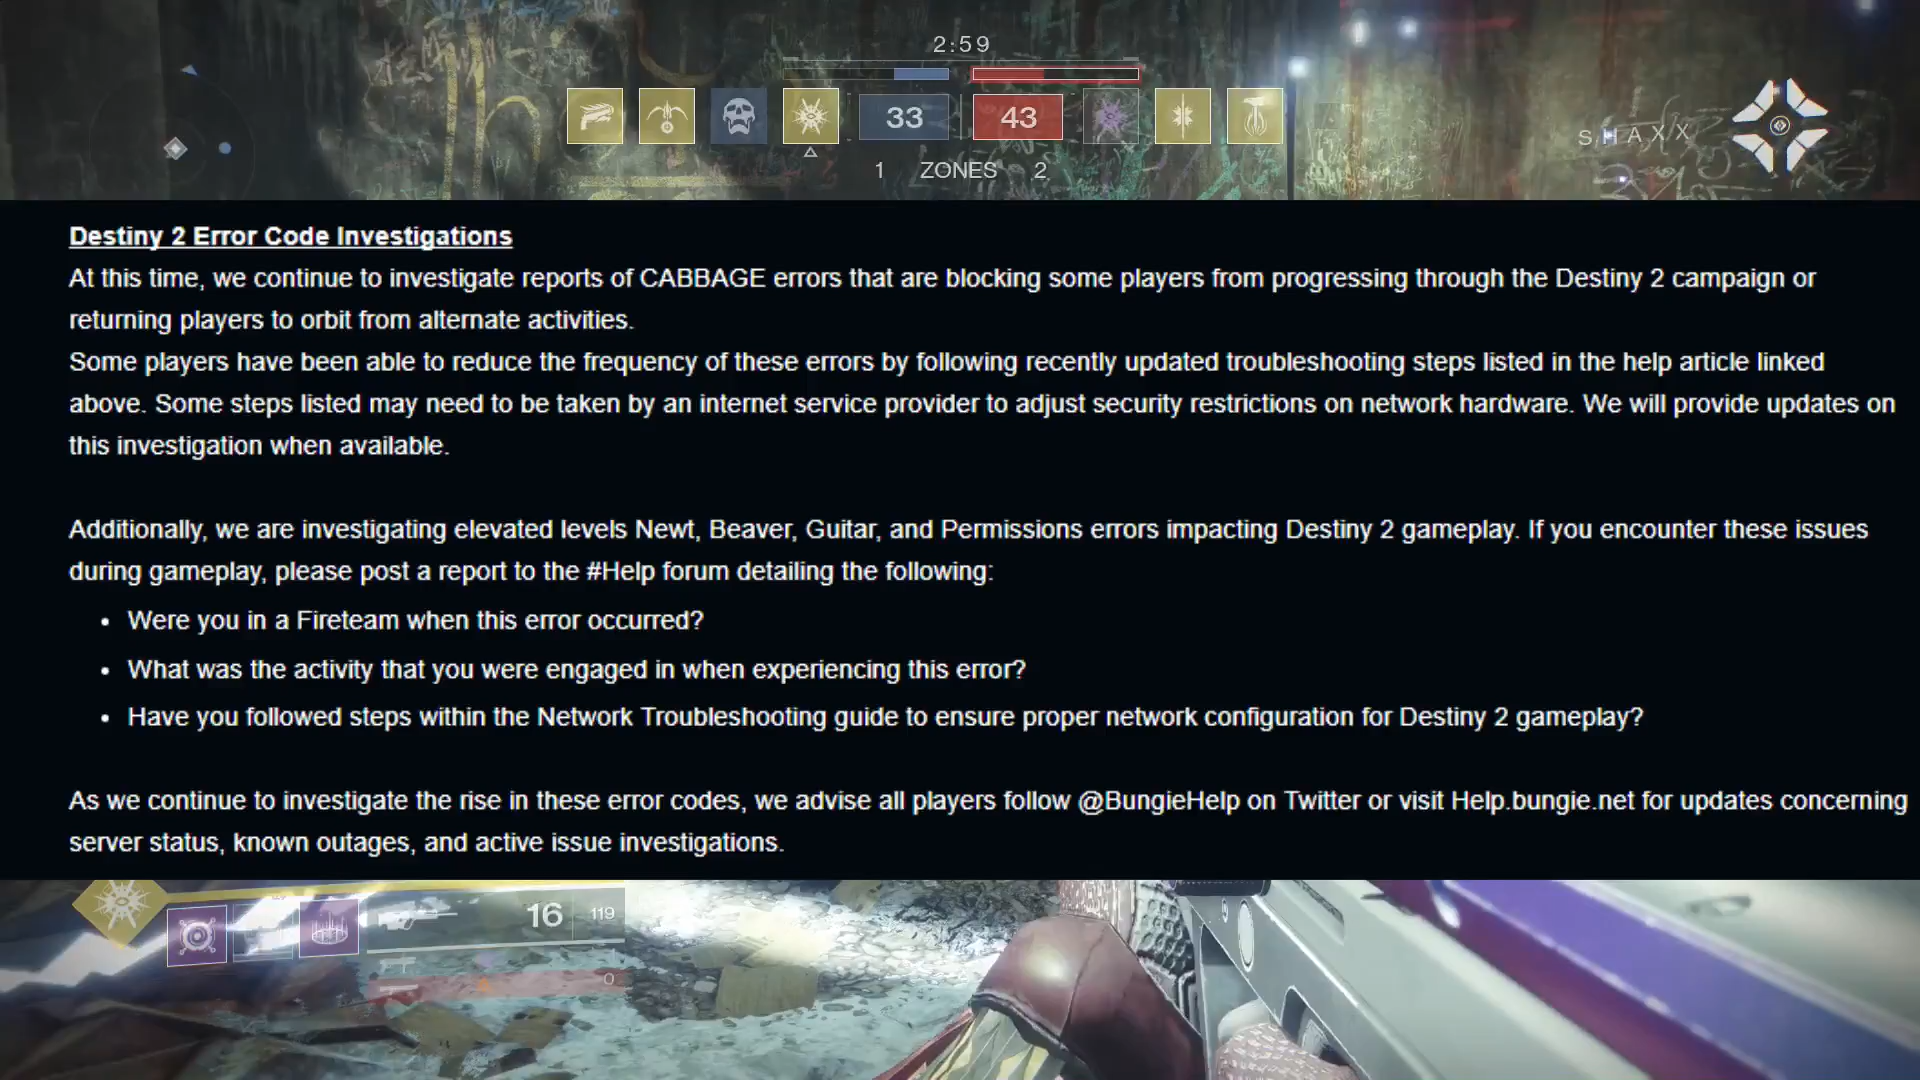 2:59
33 43
1 ZONES 2
SHAXX
Destiny 2 Error Code Investigations
At this time, we continue to investigate reports of CABBAGE errors that are blocking some players from progressing through the Destiny 2 campaign or
returning players to orbit from alternate activities.
Some players have been able to reduce the frequency of these errors by following recently updated troubleshooting steps listed in the help article linked
above. Some steps listed may need to be taken by an internet service provider to adjust security restrictions on network hardware. We will provide updates on
this investigation when available.
Additionally, we are investigating elevated levels Newt, Beaver, Guitar, and Permissions errors impacting Destiny 2 gameplay. If you encounter these issues
during gameplay, please post a report to the #Help forum detailing the following:
• Were you in a Fireteam when this error occurred?
• What was the activity that you were engaged in when experiencing this error?
• Have you followed steps within the Network Troubleshooting guide to ensure proper network configuration for Destiny 2 gameplay?
As we continue to investigate the rise in these error codes, we advise all players follow @BungieHelp on Twitter or visit Help.bungie.net for updates concerning
server status, known outages, and active issue investigations.
16 119
0